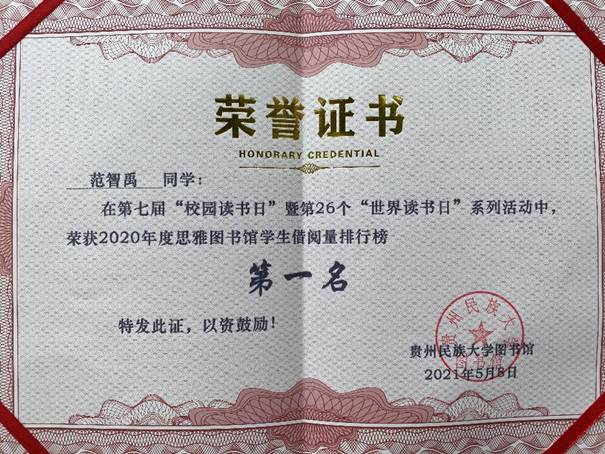 荣誉证书
HONORARY CREDENTIAL
范智禹 同学：
在第七届“校园读书日”暨第26个“世界读书日”系列活动中，
荣获2020年度思雅图书馆学生借阅量排行榜
第一名
特发此证，以资鼓励！
贵州民族大学图书馆
2021年5月8日